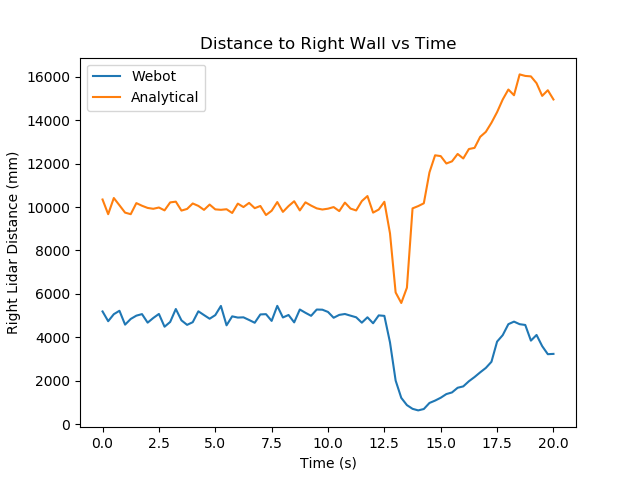 Distance to Right Wall vs Time
Webot
Analytical
Right Lidar Distance (mm)
16000
14000
12000
10000
8000
6000
4000
2000
0
0.0 2.5 5.0 7.5 10.0 12.5 15.0 17.5 20.0
Time (s)